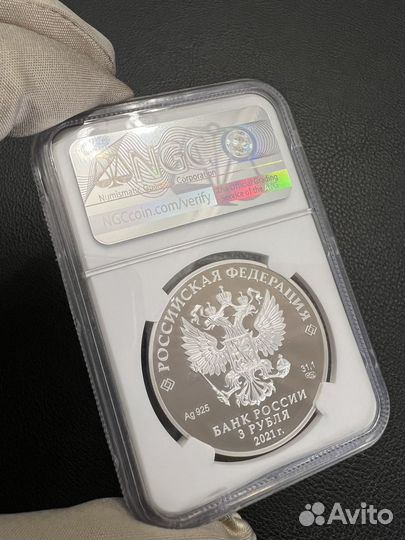 NGC
Numismatic Guaranty Corporation
NGCcoin.com/verify
The Official Grading
Service of the ANA
РОССИЙСКАЯ ФЕДЕРАЦИЯ
Ag 925
31,1
БАНК РОССИИ
3 РУБЛЯ
2021 г.
Avito